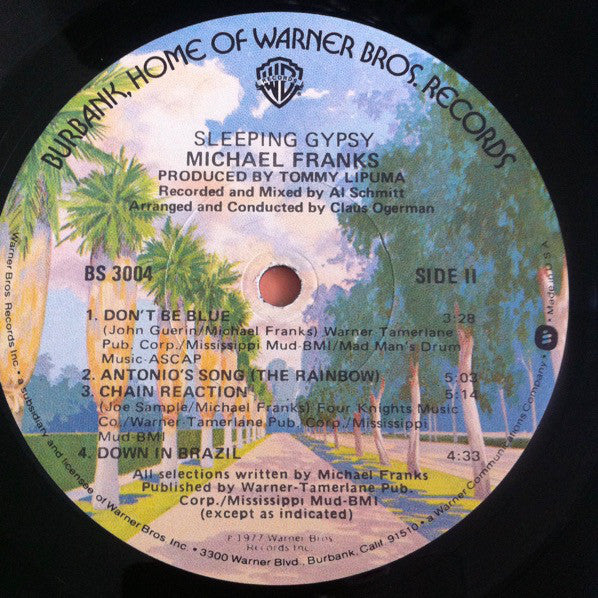 BURBANK, HOME OF WARNER BROS. RECORDS
WB
RECORDS
SLEEPING GYPSY
MICHAEL FRANKS
PRODUCED BY TOMMY LIPUMA
Recorded and Mixed by Al Schmitt
Arranged and Conducted by Claus Ogerman
BS 3004 SIDE II
1. DON'T BE BLUE 3:28
(John Guerin/Michael Franks) Warner Tamerlane
Pub. Corp./Mississippi Mud-BMI/Mad Man's Drum
Music-ASCAP
2. ANTONIO'S SONG (THE RAINBOW) 5:03
3. CHAIN REACTION 5:14
(Joe Sample/Michael Franks) Four Knights Music
Co./Warner-Tamerlane Pub. Corp./Mississippi
Mud-BMI
4. DOWN IN BRAZIL 4:33
All selections written by Michael Franks
Published by Warner-Tamerlane Pub.
Corp./Mississippi Mud-BMI
(except as indicated)
℗ 1977 Warner Bros.
Records Inc.
Warner Bros. Records Inc. • a subsidiary and licensee of Warner Bros. Inc. • 3300 Warner Blvd., Burbank, Calif. 91510 • a Warner Communications Company • Made in U.S.A.